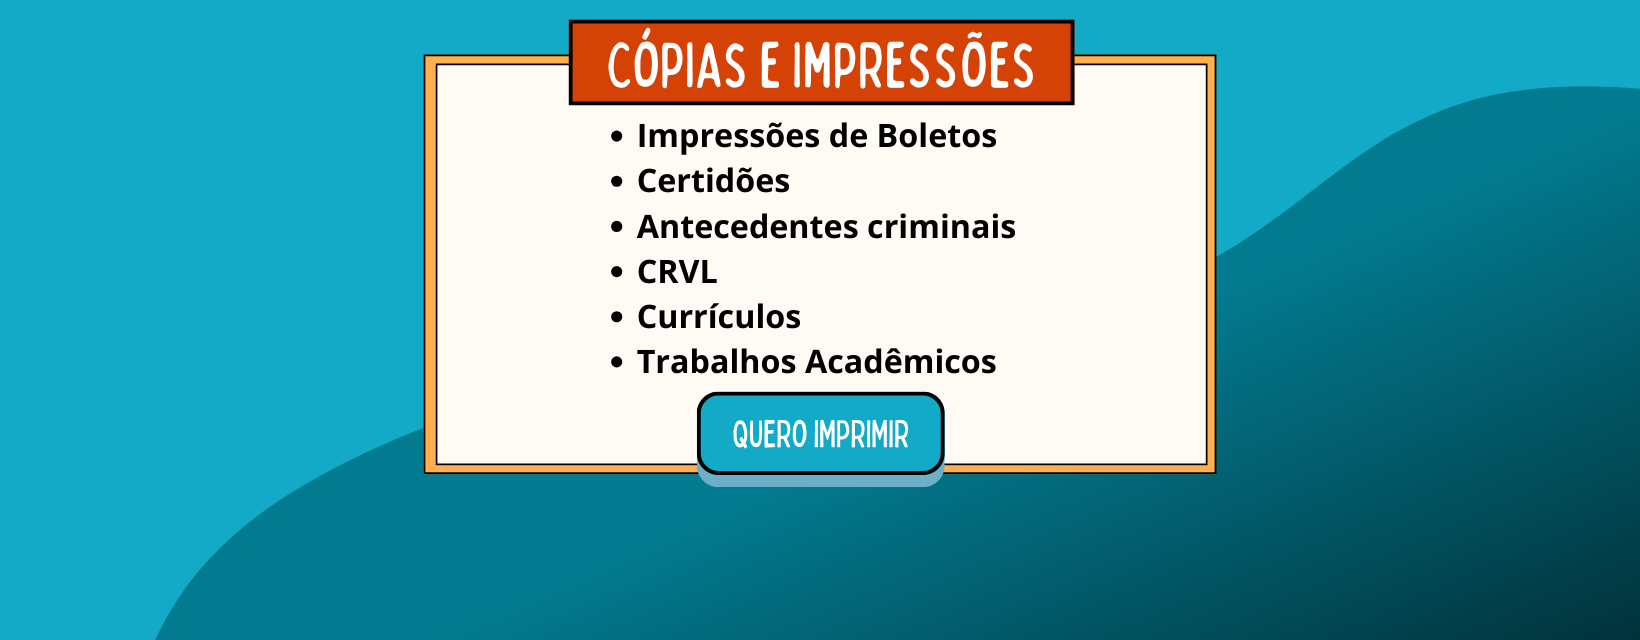 CÓPIAS E IMPRESSÕES
• Impressões de Boletos
• Certidões
• Antecedentes criminais
• CRVL
• Currículos
• Trabalhos Acadêmicos
QUERO IMPRIMIR